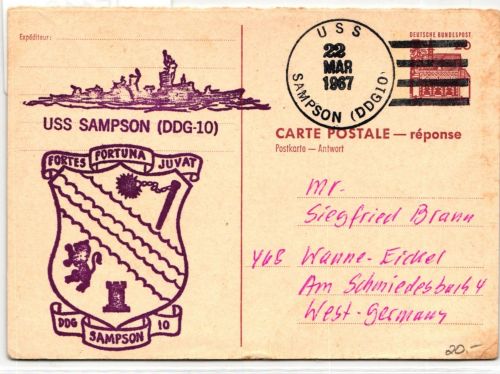 Expéditeur:
USS SAMPSON (DDG-10)
FORTES FORTUNA JUVAT
DDG SAMPSON 10
USS
22
MAR
1967
SAMPSON (DDG10)
DEUTSCHE BUNDESPOST
CARTE POSTALE — réponse
Postkarte - Antwort
Mr.
Siegfried Braun
465 Wanne-Eickel
Am Schmiedesbach 4
West-Germany
20.-